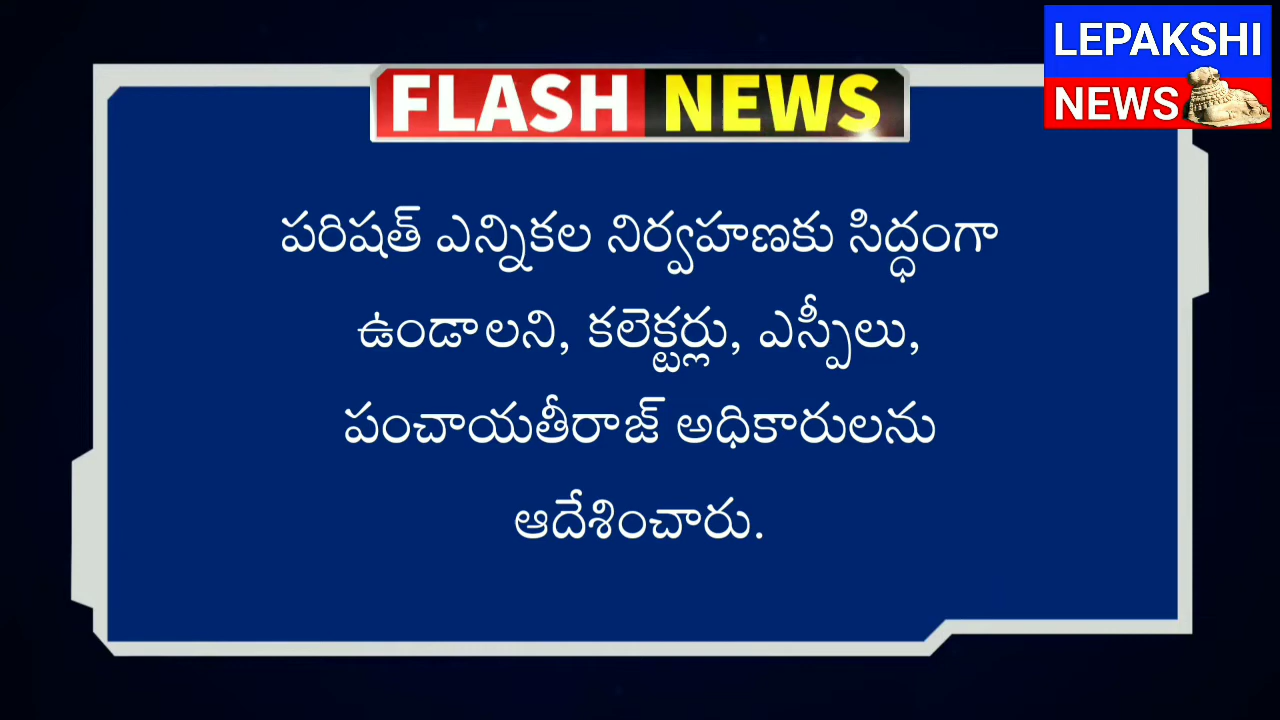 LEPAKSHI
NEWS
FLASH NEWS
పరిషత్ ఎన్నికల నిర్వహణకు సిద్ధంగా
ఉండాలని, కలెక్టర్లు, ఎస్పీలు,
పంచాయతీరాజ్ అధికారులను
ఆదేశించారు.